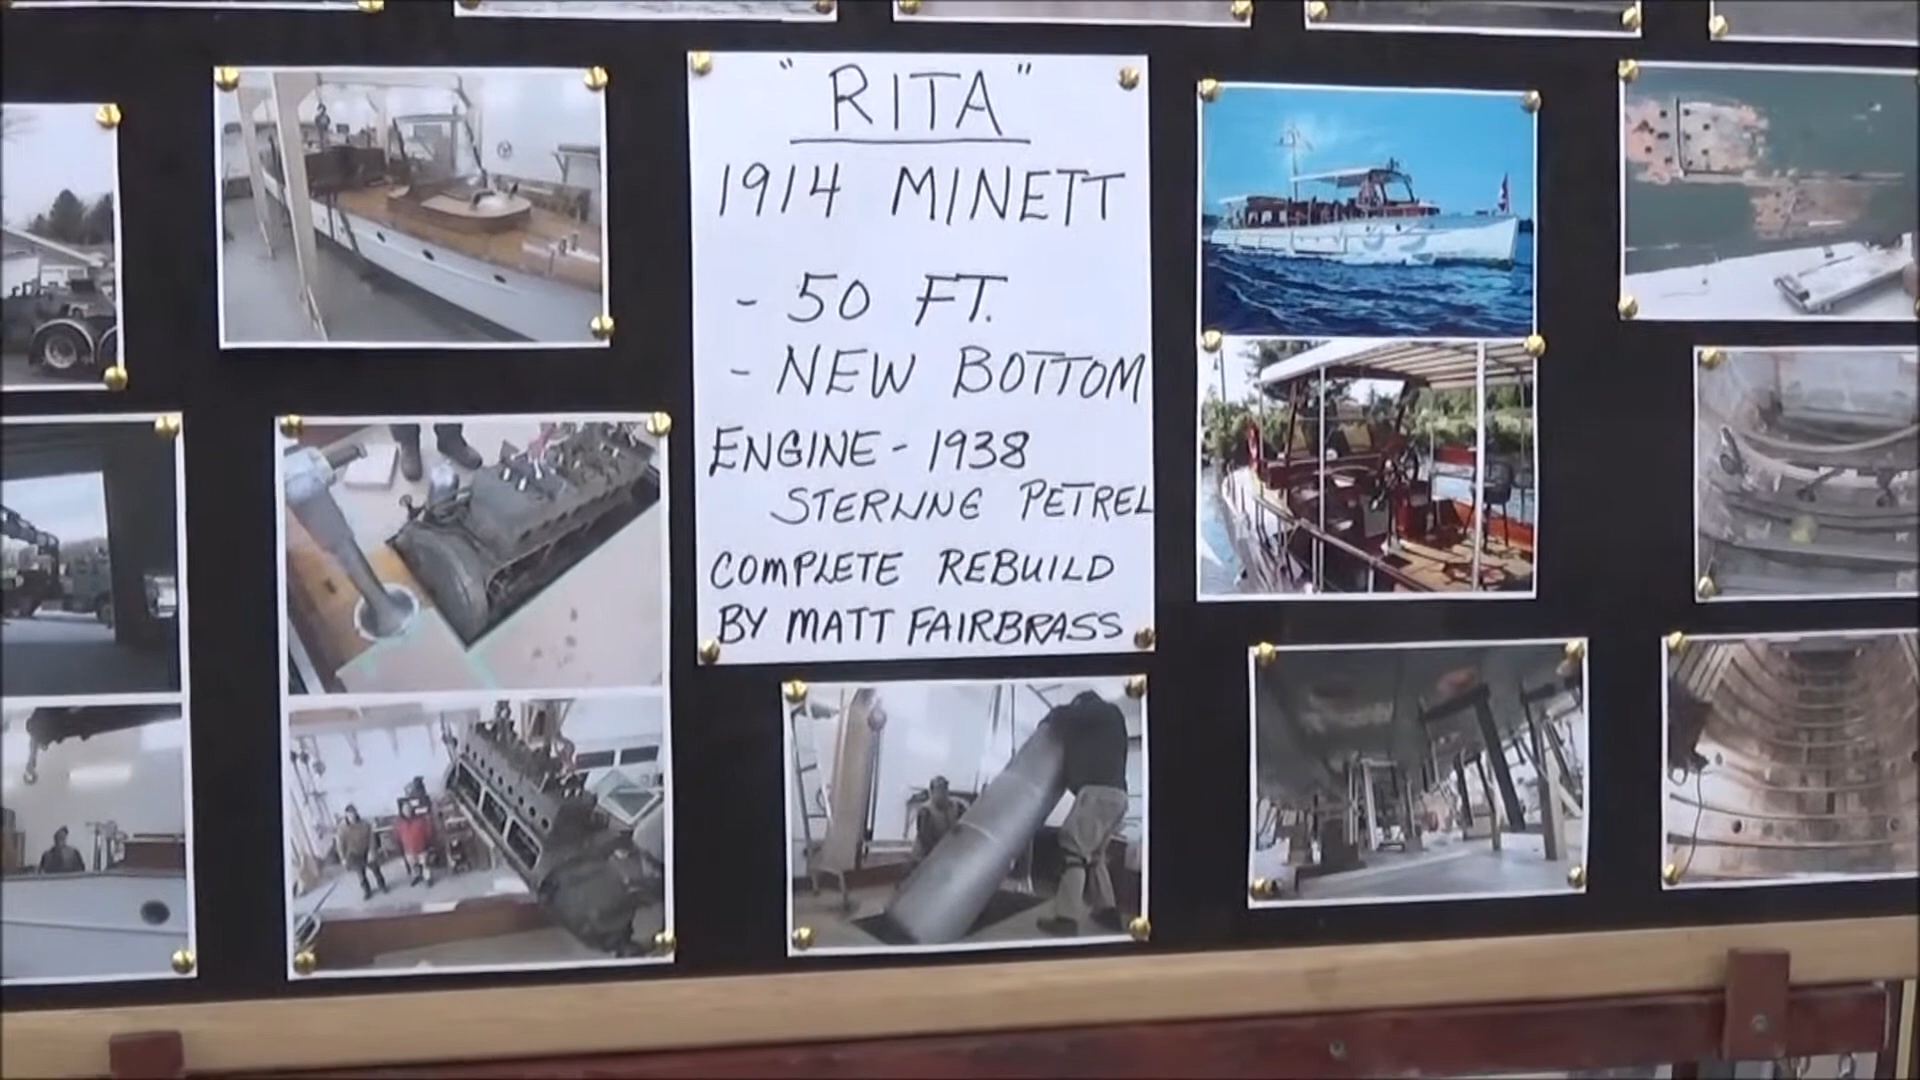 "RITA"
1914 MINETT
- 50 FT.
- NEW BOTTOM
ENGINE - 1938
STERLING PETREL
COMPLETE REBUILD
BY MATT FAIRBRASS